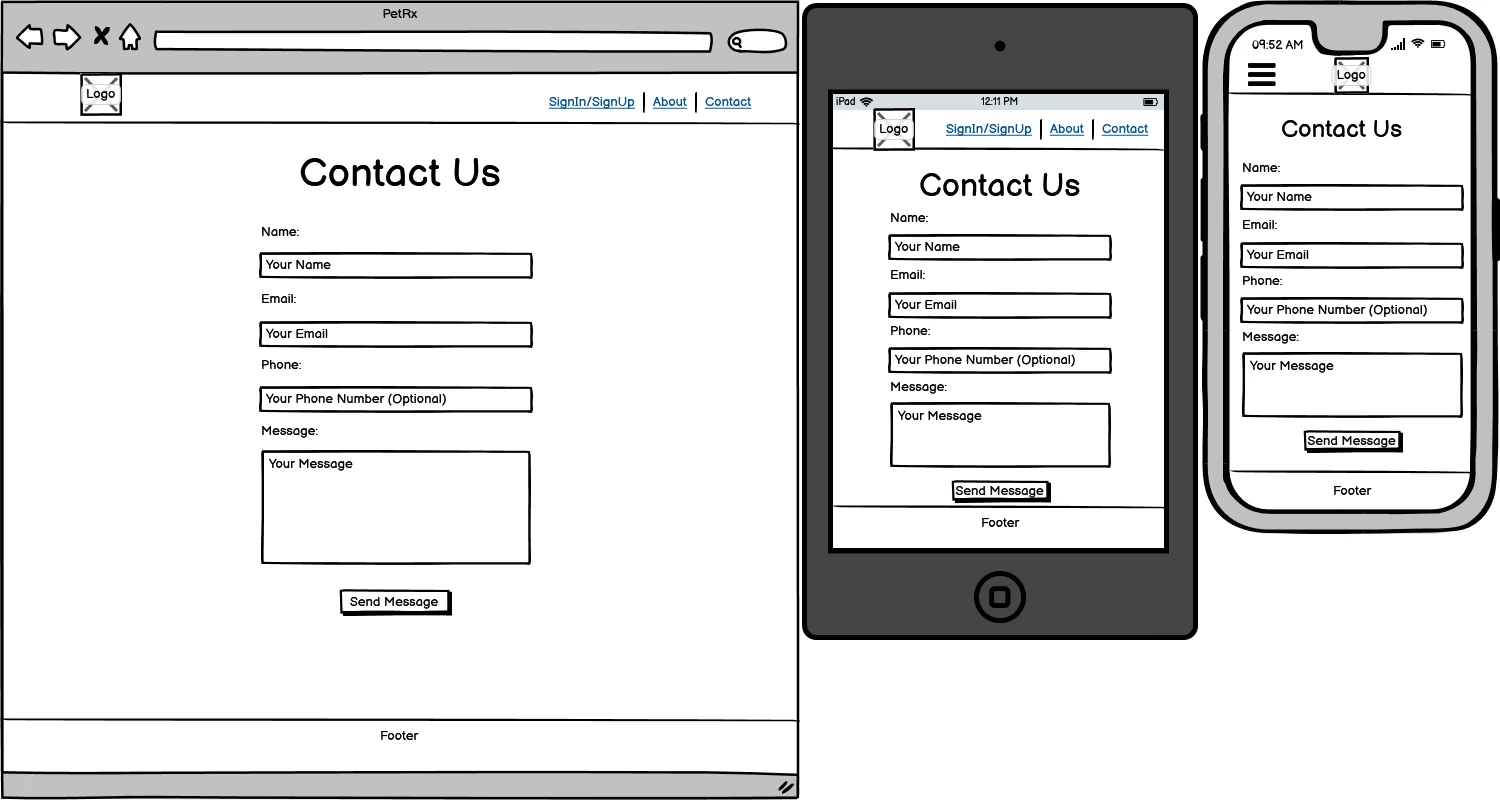 PetRx
Logo
SignIn/SignUp About Contact
Contact Us
Name:
Your Name
Email:
Your Email
Phone:
Your Phone Number (Optional)
Message:
Your Message
Send Message
Footer
iPad 12:11 PM
Logo
SignIn/SignUp About Contact
Contact Us
Name:
Your Name
Email:
Your Email
Phone:
Your Phone Number (Optional)
Message:
Your Message
Send Message
Footer
09:52 AM
Logo
Contact Us
Name:
Your Name
Email:
Your Email
Phone:
Your Phone Number (Optional)
Message:
Your Message
Send Message
Footer